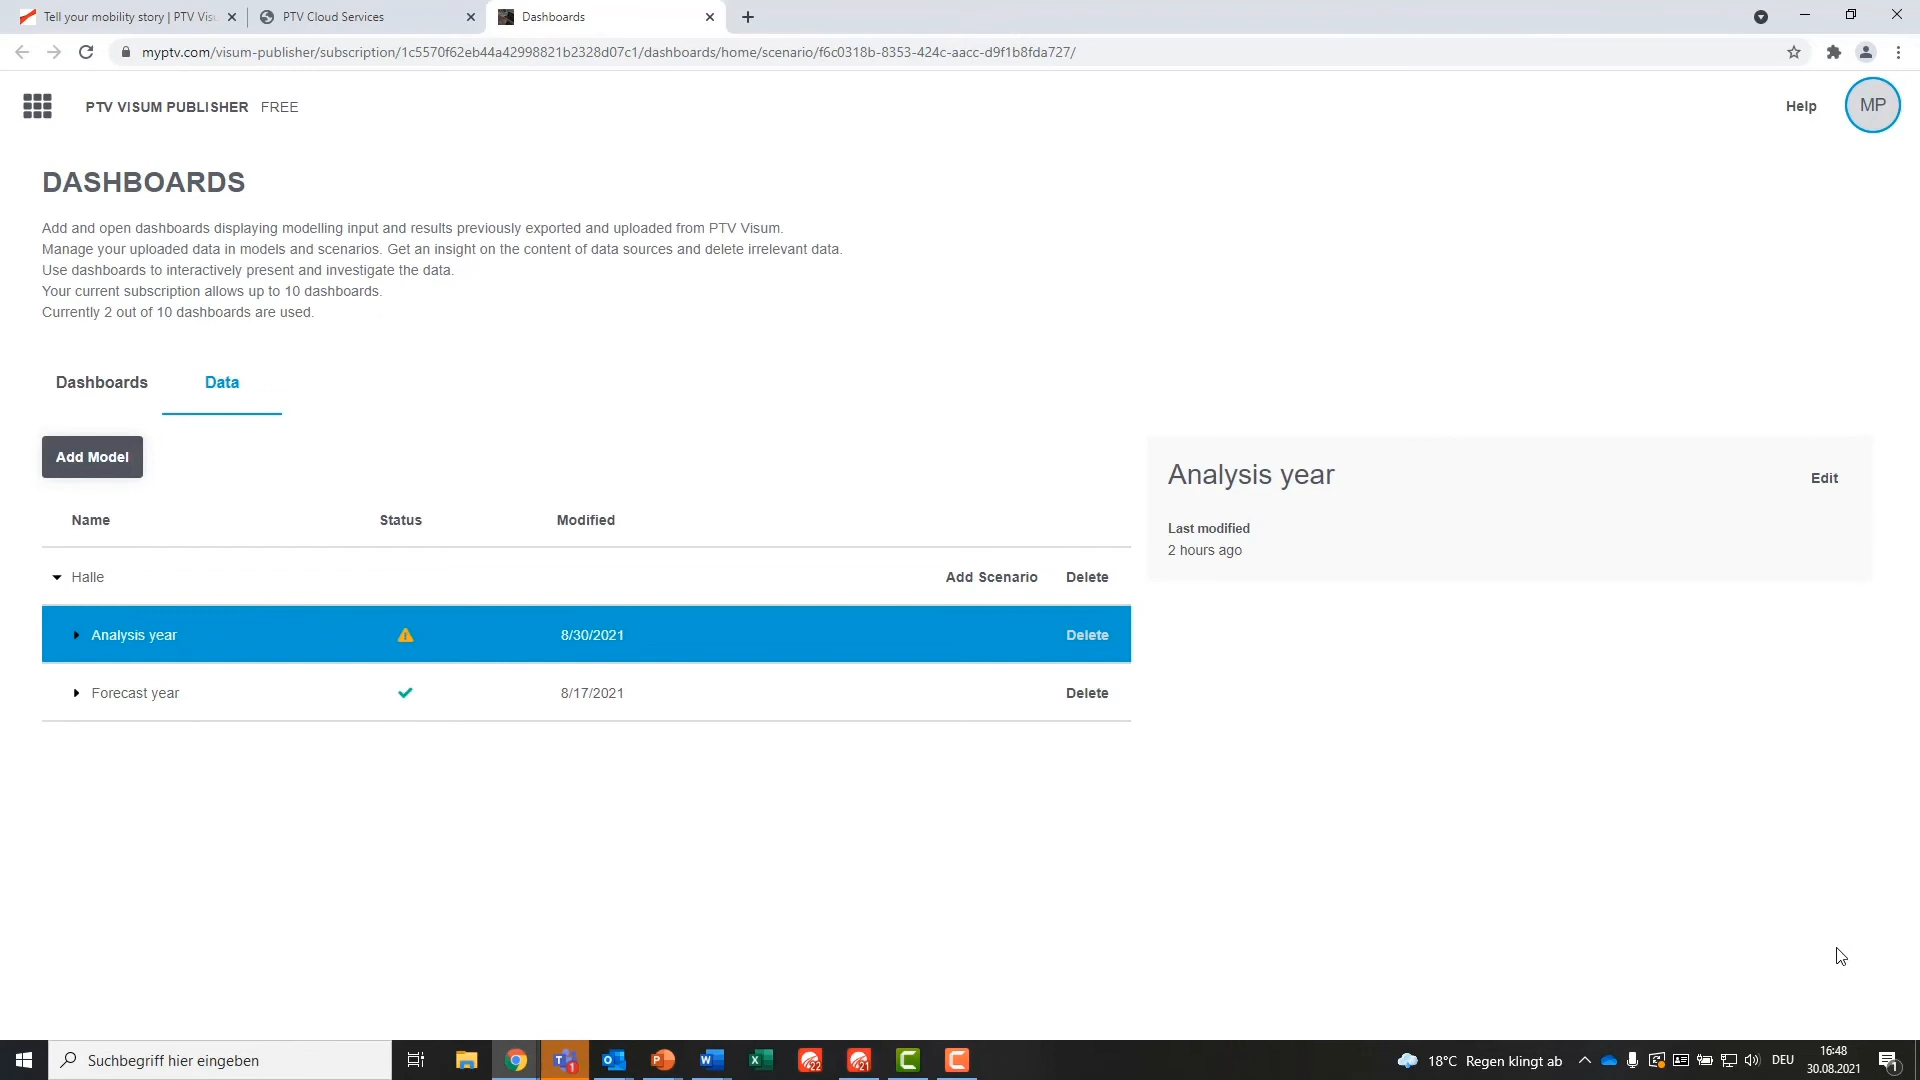 Tell your mobility story | PTV Visu
PTV Cloud Services
Dashboards
myptv.com/visum-publisher/subscription/1c5570f62eb44a42998821b2328d07c1/dashboards/home/scenario/f6c0318b-8353-424c-aacc-d9f1b8fda727/
PTV VISUM PUBLISHER FREE
Help
MP
DASHBOARDS
Add and open dashboards displaying modelling input and results previously exported and uploaded from PTV Visum.
Manage your uploaded data in models and scenarios. Get an insight on the content of data sources and delete irrelevant data.
Use dashboards to interactively present and investigate the data.
Your current subscription allows up to 10 dashboards.
Currently 2 out of 10 dashboards are used.
Dashboards
Data
Add Model
Analysis year
Edit
Last modified
2 hours ago
Name Status Modified
Halle Add Scenario Delete
Analysis year 8/30/2021 Delete
Forecast year 8/17/2021 Delete
Suchbegriff hier eingeben
22
21
18°C Regen klingt ab
DEU
16:48
30.08.2021
1